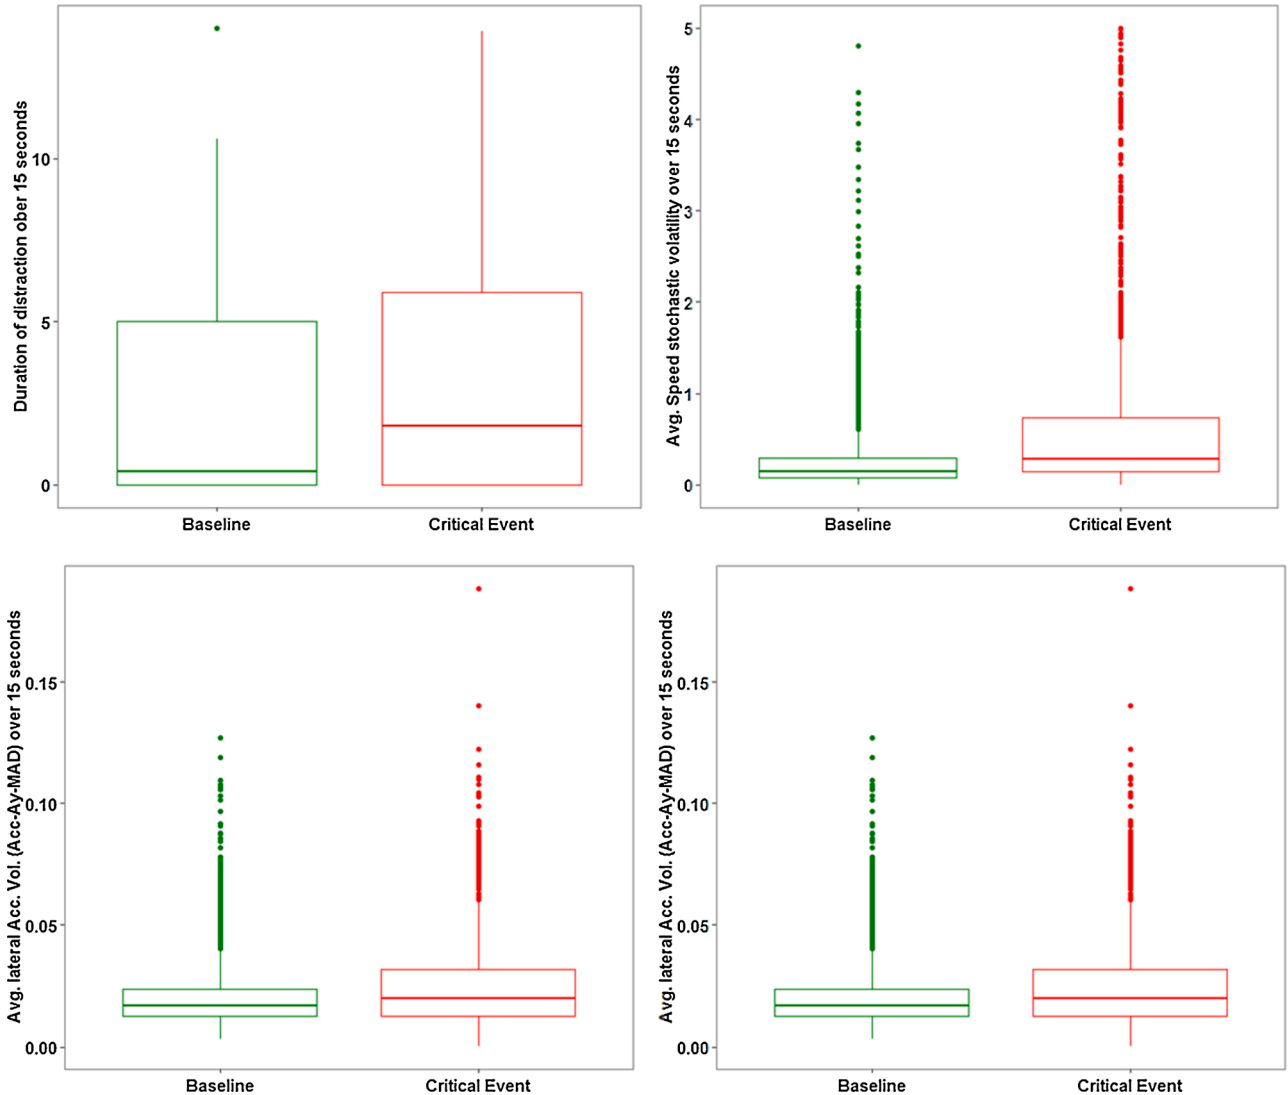 Duration of distraction ober 15 seconds
10
5
0
Baseline
Critical Event
Avg. Speed stochastic volatility over 15 seconds
5
4
3
2
1
0
Baseline
Critical Event
Avg. lateral Acc. Vol. (Acc-Ay-MAD) over 15 seconds
0.15
0.10
0.05
0.00
Baseline
Critical Event
Avg. lateral Acc. Vol. (Acc-Ay-MAD) over 15 seconds
0.15
0.10
0.05
0.00
Baseline
Critical Event